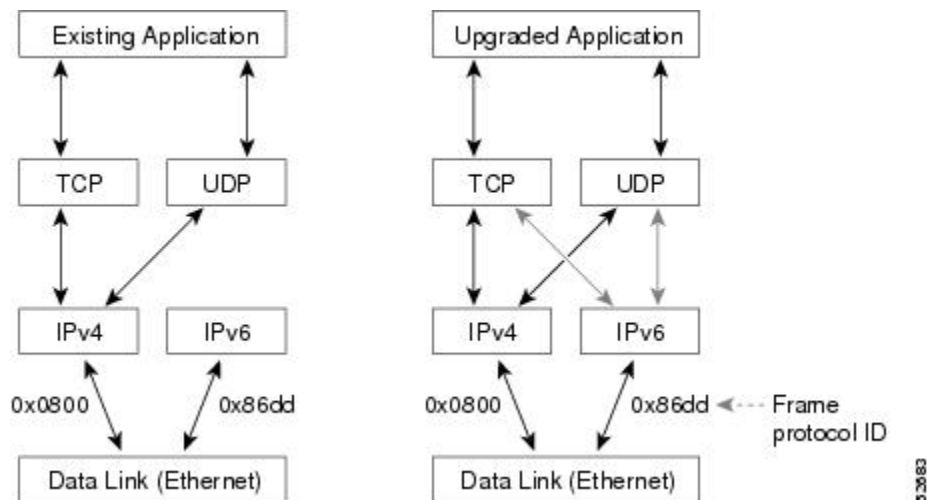 Existing Application
Upgraded Application
TCP
UDP
TCP
UDP
IPv4
IPv6
IPv4
IPv6
0x0800
0x86dd
0x0800
0x86dd
Frame
protocol ID
Data Link (Ethernet)
Data Link (Ethernet)
52683